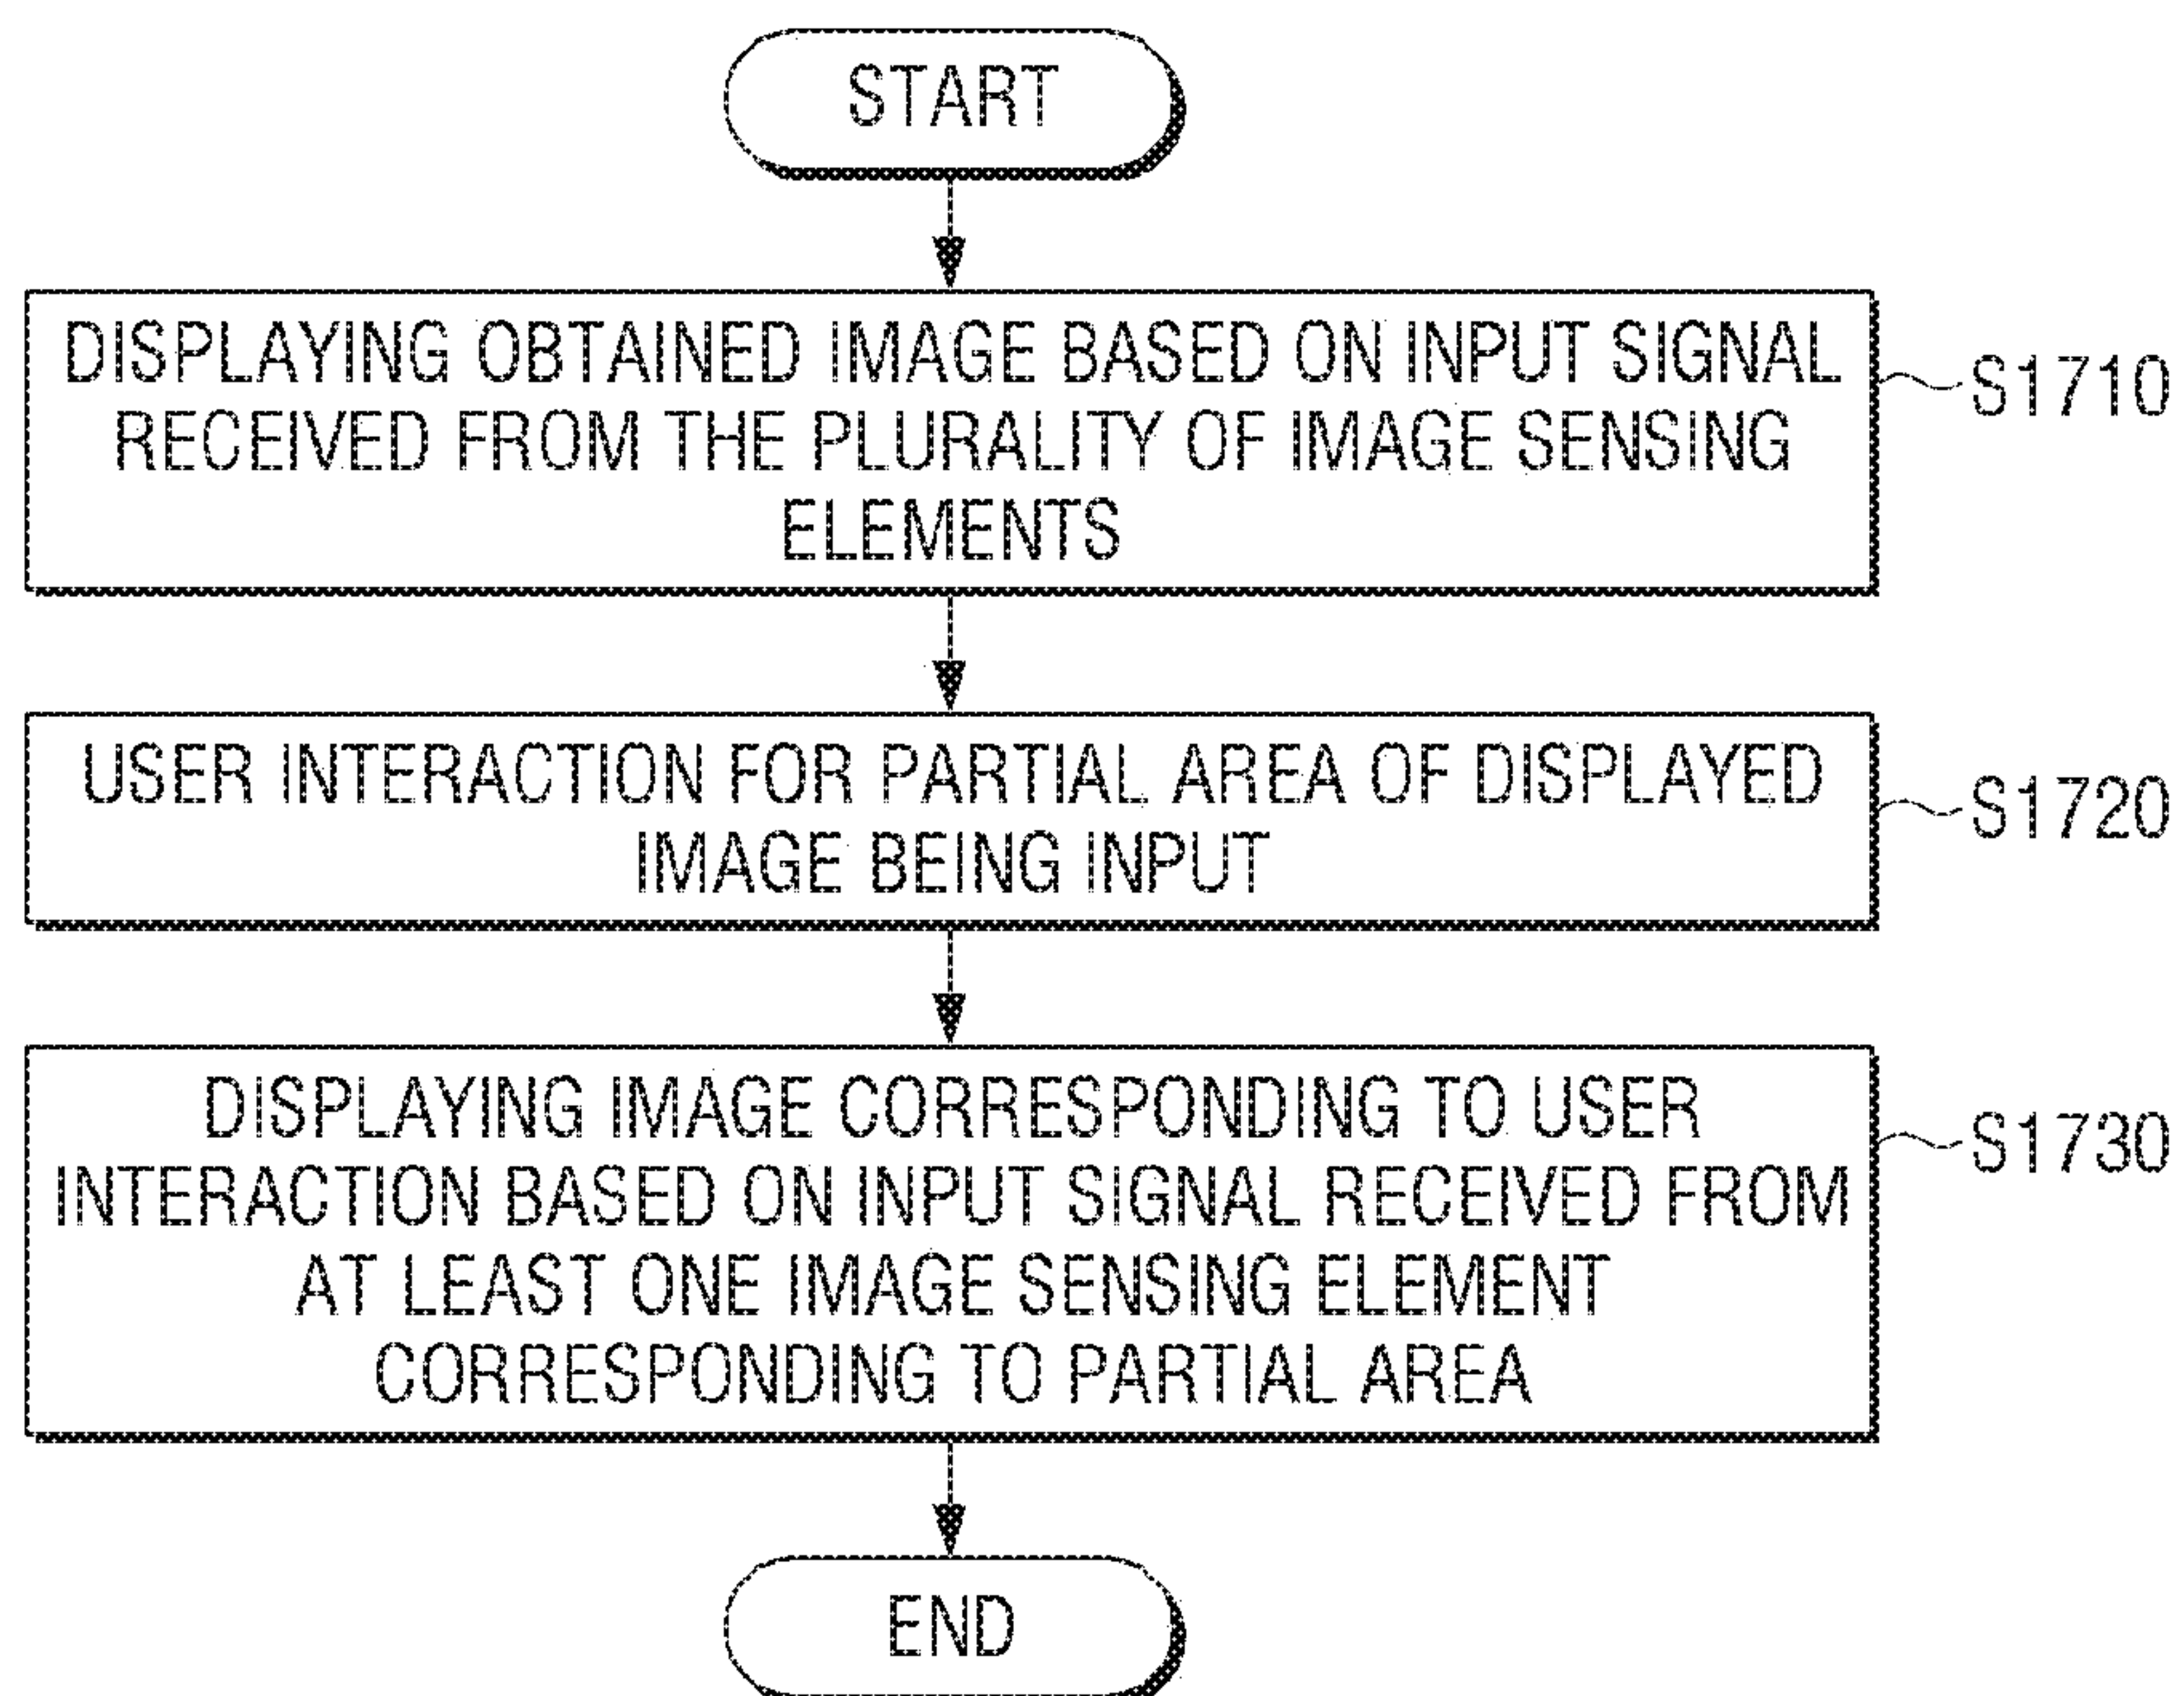 START
DISPLAYING OBTAINED IMAGE BASED ON INPUT SIGNAL
RECEIVED FROM THE PLURALITY OF IMAGE SENSING
ELEMENTS
S1710
USER INTERACTION FOR PARTIAL AREA OF DISPLAYED
IMAGE BEING INPUT
S1720
DISPLAYING IMAGE CORRESPONDING TO USER
INTERACTION BASED ON INPUT SIGNAL RECEIVED FROM
AT LEAST ONE IMAGE SENSING ELEMENT
CORRESPONDING TO PARTIAL AREA
S1730
END